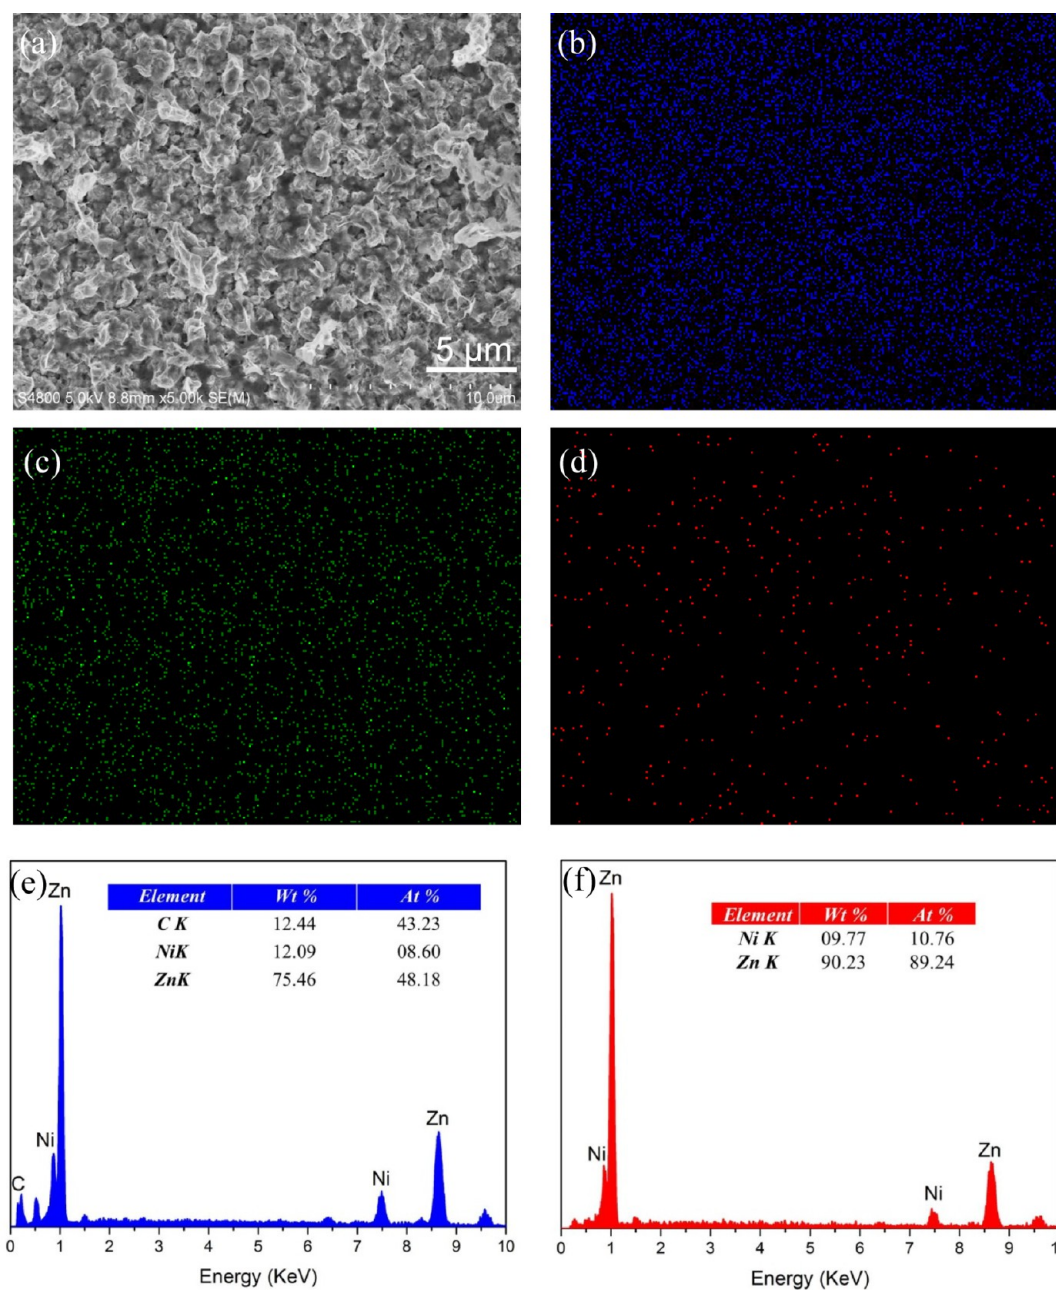 (a)
(b)
5 μm
S4800 5.0kV 8.8mm x5.00k SE(M)
10.0um
(c)
(d)
(e)
Zn
Element Wt % At %
C K 12.44 43.23
NiK 12.09 08.60
ZnK 75.46 48.18
Ni
C
Ni
Zn
0 1 2 3 4 5 6 7 8 9 10
Energy (KeV)
(f)
Zn
Element Wt % At %
Ni K 09.77 10.76
Zn K 90.23 89.24
Ni
Ni
Zn
0 1 2 3 4 5 6 7 8 9
Energy (KeV)